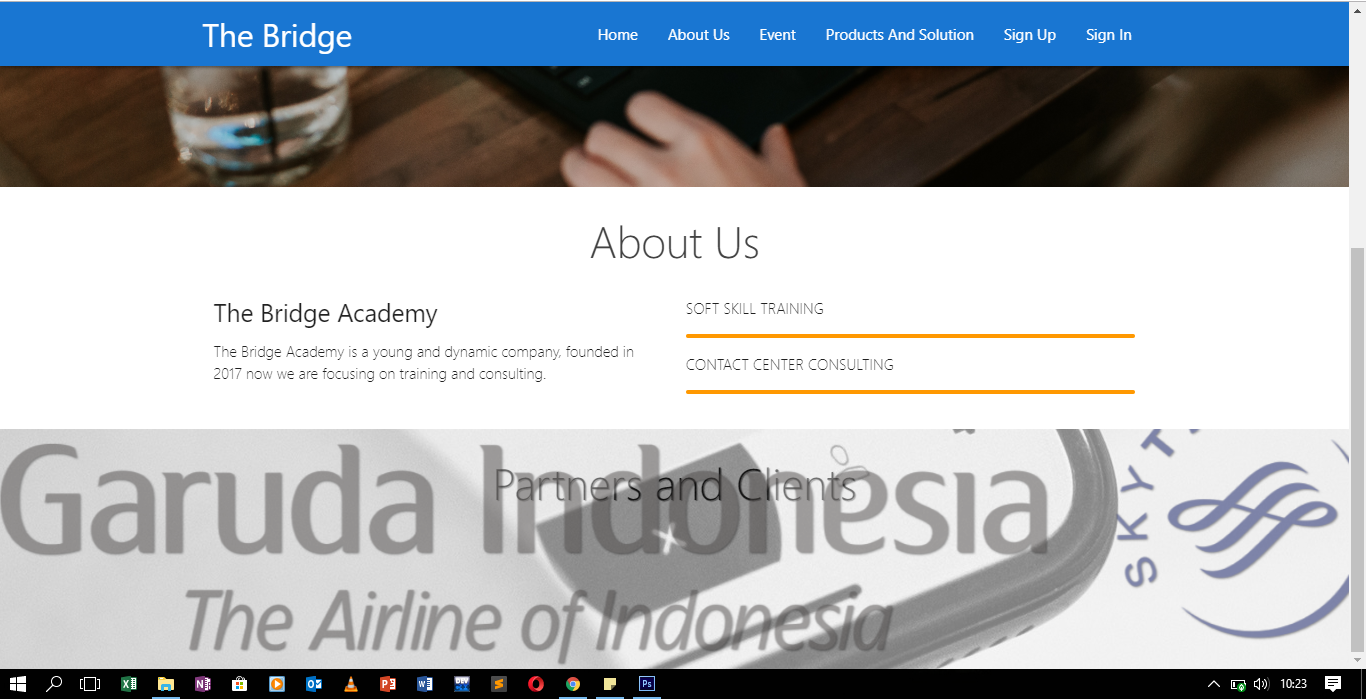 The Bridge
Home
About Us
Event
Products And Solution
Sign Up
Sign In
About Us
The Bridge Academy
The Bridge Academy is a young and dynamic company, founded in
2017 now we are focusing on training and consulting.
SOFT SKILL TRAINING
CONTACT CENTER CONSULTING
Partners and Clients
Garuda Indonesia
The Airline of Indonesia
SKYT
10:23